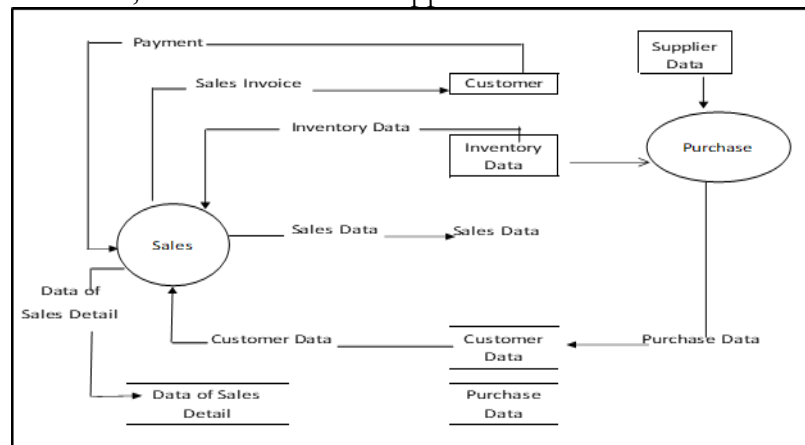 Payment
Supplier
Data
Sales Invoice
Customer
Inventory Data
Inventory
Data
Purchase
Sales
Sales Data
Sales Data
Data of
Sales Detail
Customer Data
Customer
Data
Purchase Data
Data of Sales
Detail
Purchase
Data